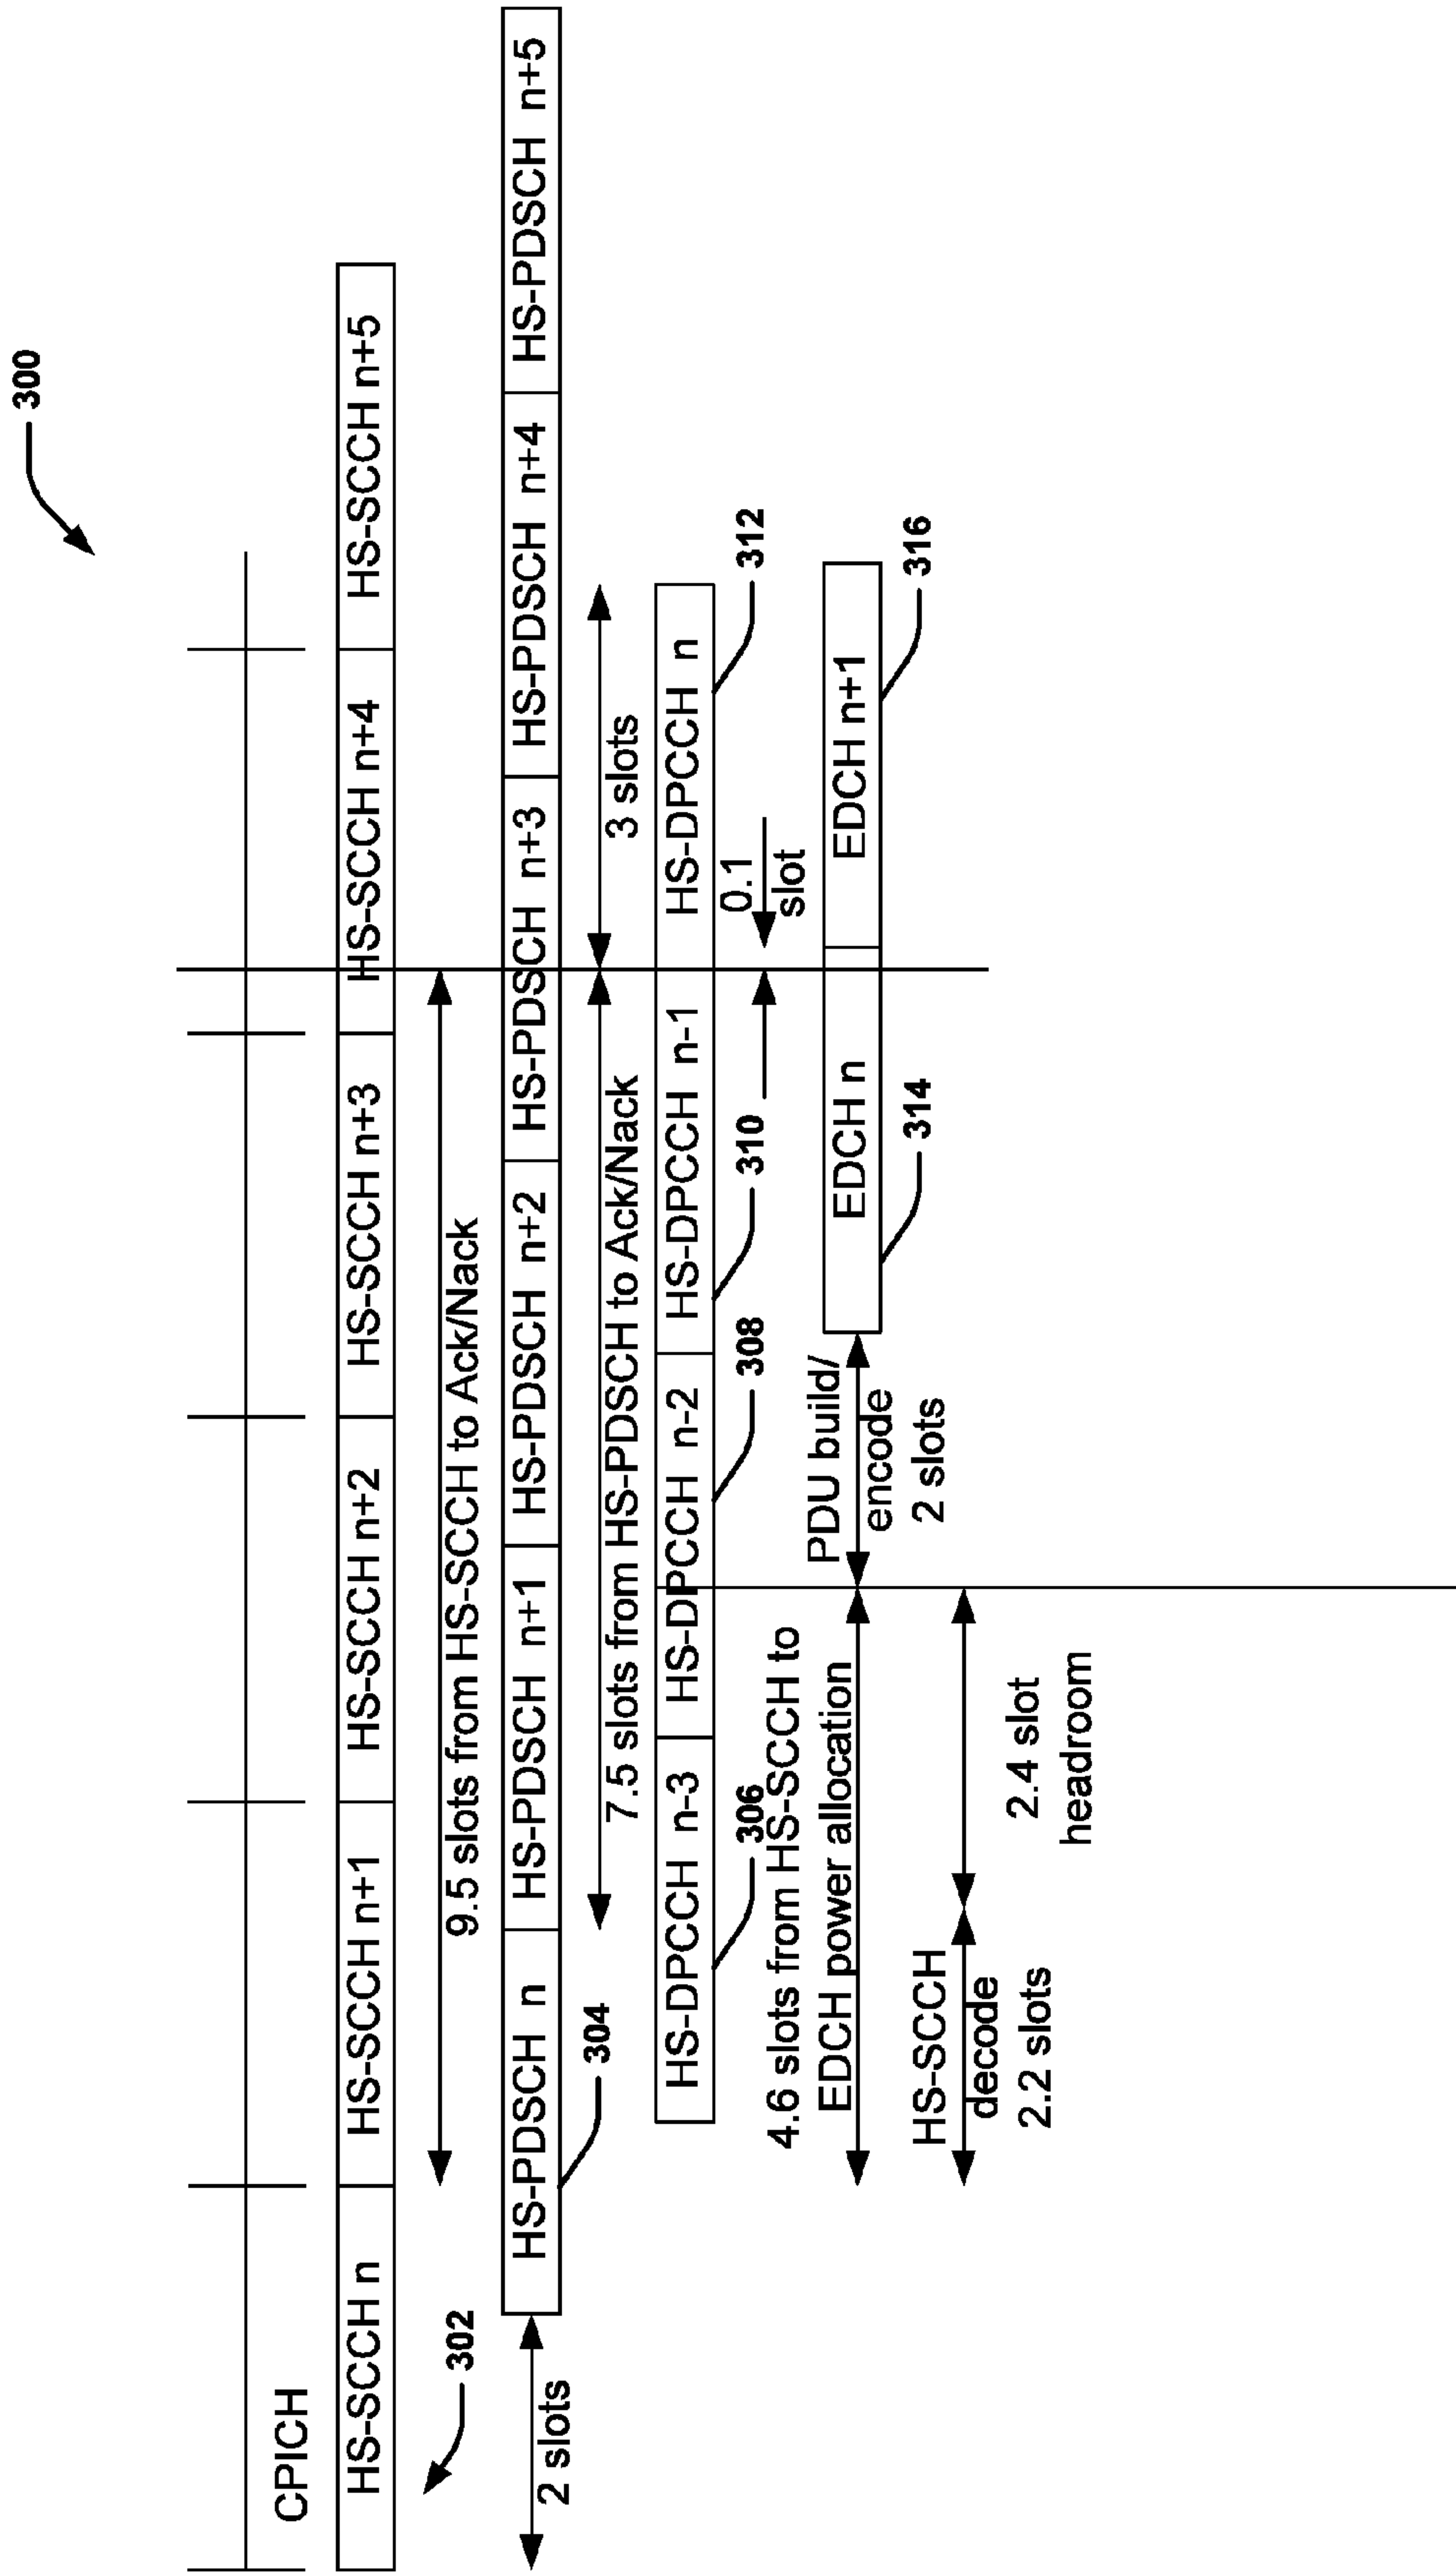 300
CPICH
HS-SCCH n
HS-SCCH n+1
HS-SCCH n+2
HS-SCCH n+3
HS-SCCH n+4
HS-SCCH n+5
302
9.5 slots from HS-SCCH to Ack/Nack
2 slots
HS-PDSCH n
HS-PDSCH n+1
HS-PDSCH n+2
HS-PDSCH n+3
HS-PDSCH n+4
HS-PDSCH n+5
304
7.5 slots from HS-PDSCH to Ack/Nack
3 slots
HS-DPCCH n-3
HS-DPCCH n-2
HS-DPCCH n-1
HS-DPCCH n
306
308
310
0.1
slot
312
4.6 slots from HS-SCCH to
EDCH power allocation
PDU build/
encode
2 slots
EDCH n
EDCH n+1
314
316
HS-SCCH
decode
2.2 slots
2.4 slot
headroom